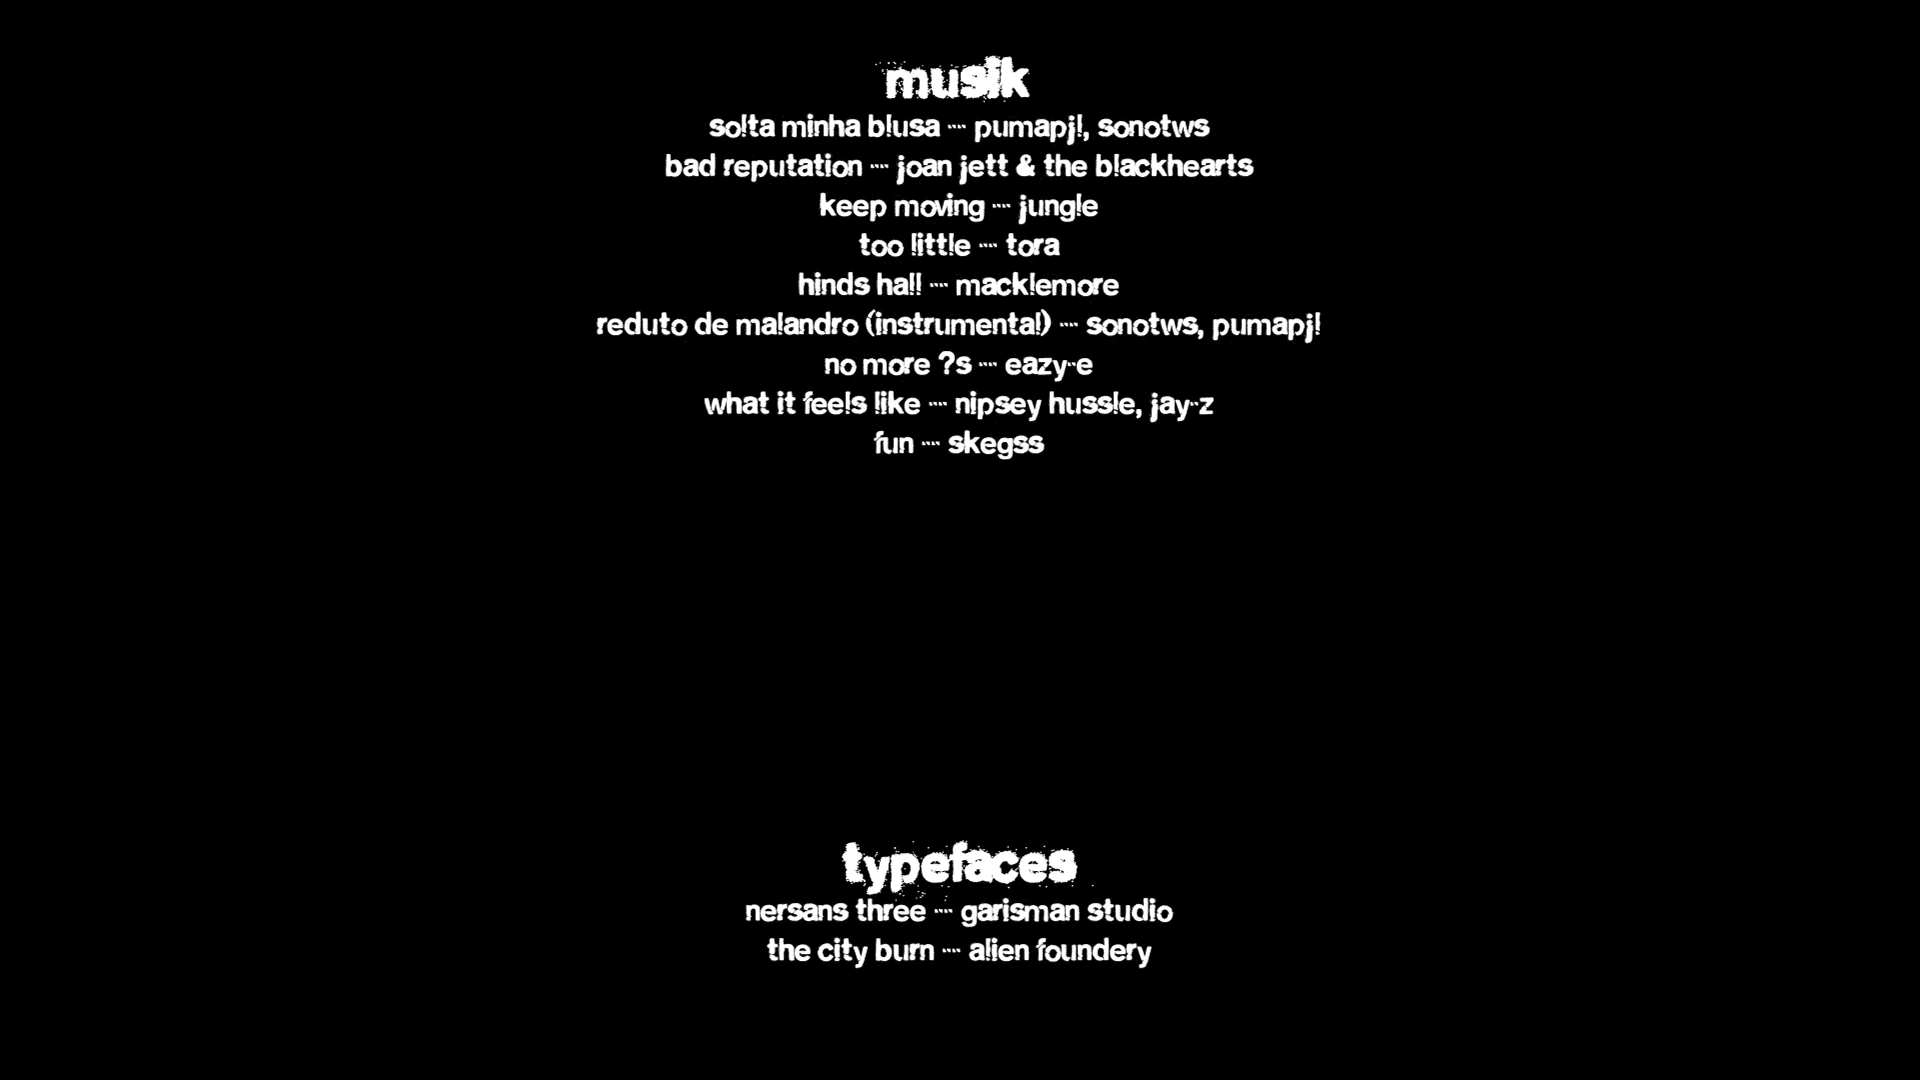 musik
solta minha blusa -- pumapjl, sonotws
bad reputation -- joan jett & the blackhearts
keep moving -- jungle
too little -- tora
hinds hall -- macklemore
reduto de malandro (instrumental) -- sonotws, pumapjl
no more ?s -- eazy-e
what it feels like -- nipsey hussle, jay-z
fun -- skegss
typefaces
nersans three -- garisman studio
the city burn -- alien foundery